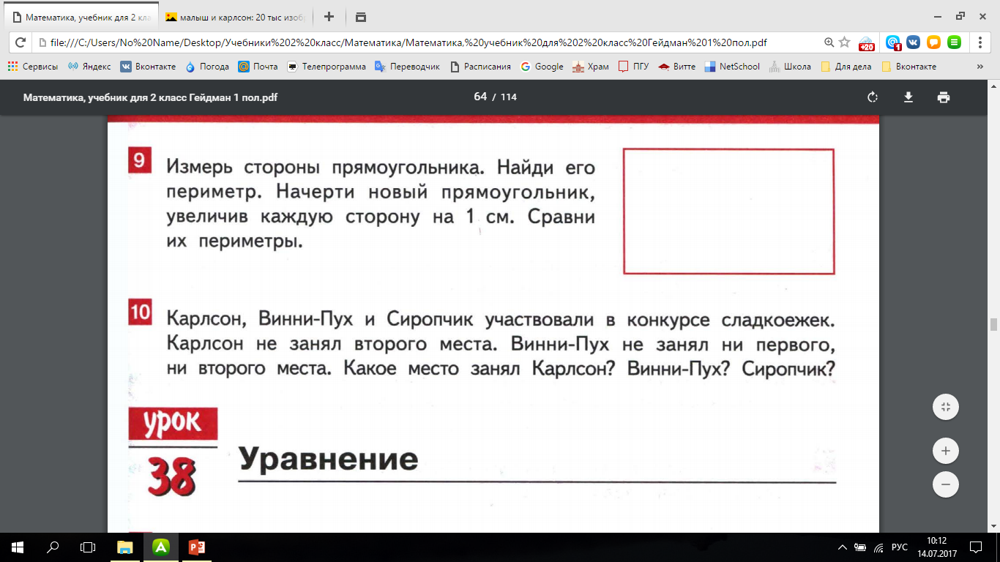 Математика, учебник для 2 кла
малыш и карлсон: 20 тыс изоб
file:///C:/Users/No%20Name/Desktop/Учебники%202%20класс/Математика/Математика,%20учебник%20для%202%20класс%20Гейдман%201%20пол.pdf
+20
1
Сервисы Яндекс Вконтакте Погода Почта Телепрограмма Переводчик Расписания Google Храм ПГУ Витте NetSchool Школа Для дела Вконтакте »
Математика, учебник для 2 класс Гейдман 1 пол.pdf 64 / 114
9 Измерь стороны прямоугольника. Найди его
периметр. Начерти новый прямоугольник,
увеличив каждую сторону на 1 см. Сравни
их периметры.
10 Карлсон, Винни-Пух и Сиропчик участвовали в конкурсе сладкоежек.
Карлсон не занял второго места. Винни-Пух не занял ни первого,
ни второго места. Какое место занял Карлсон? Винни-Пух? Сиропчик?
урок
38
Уравнение
РУС
10:12
14.07.2017